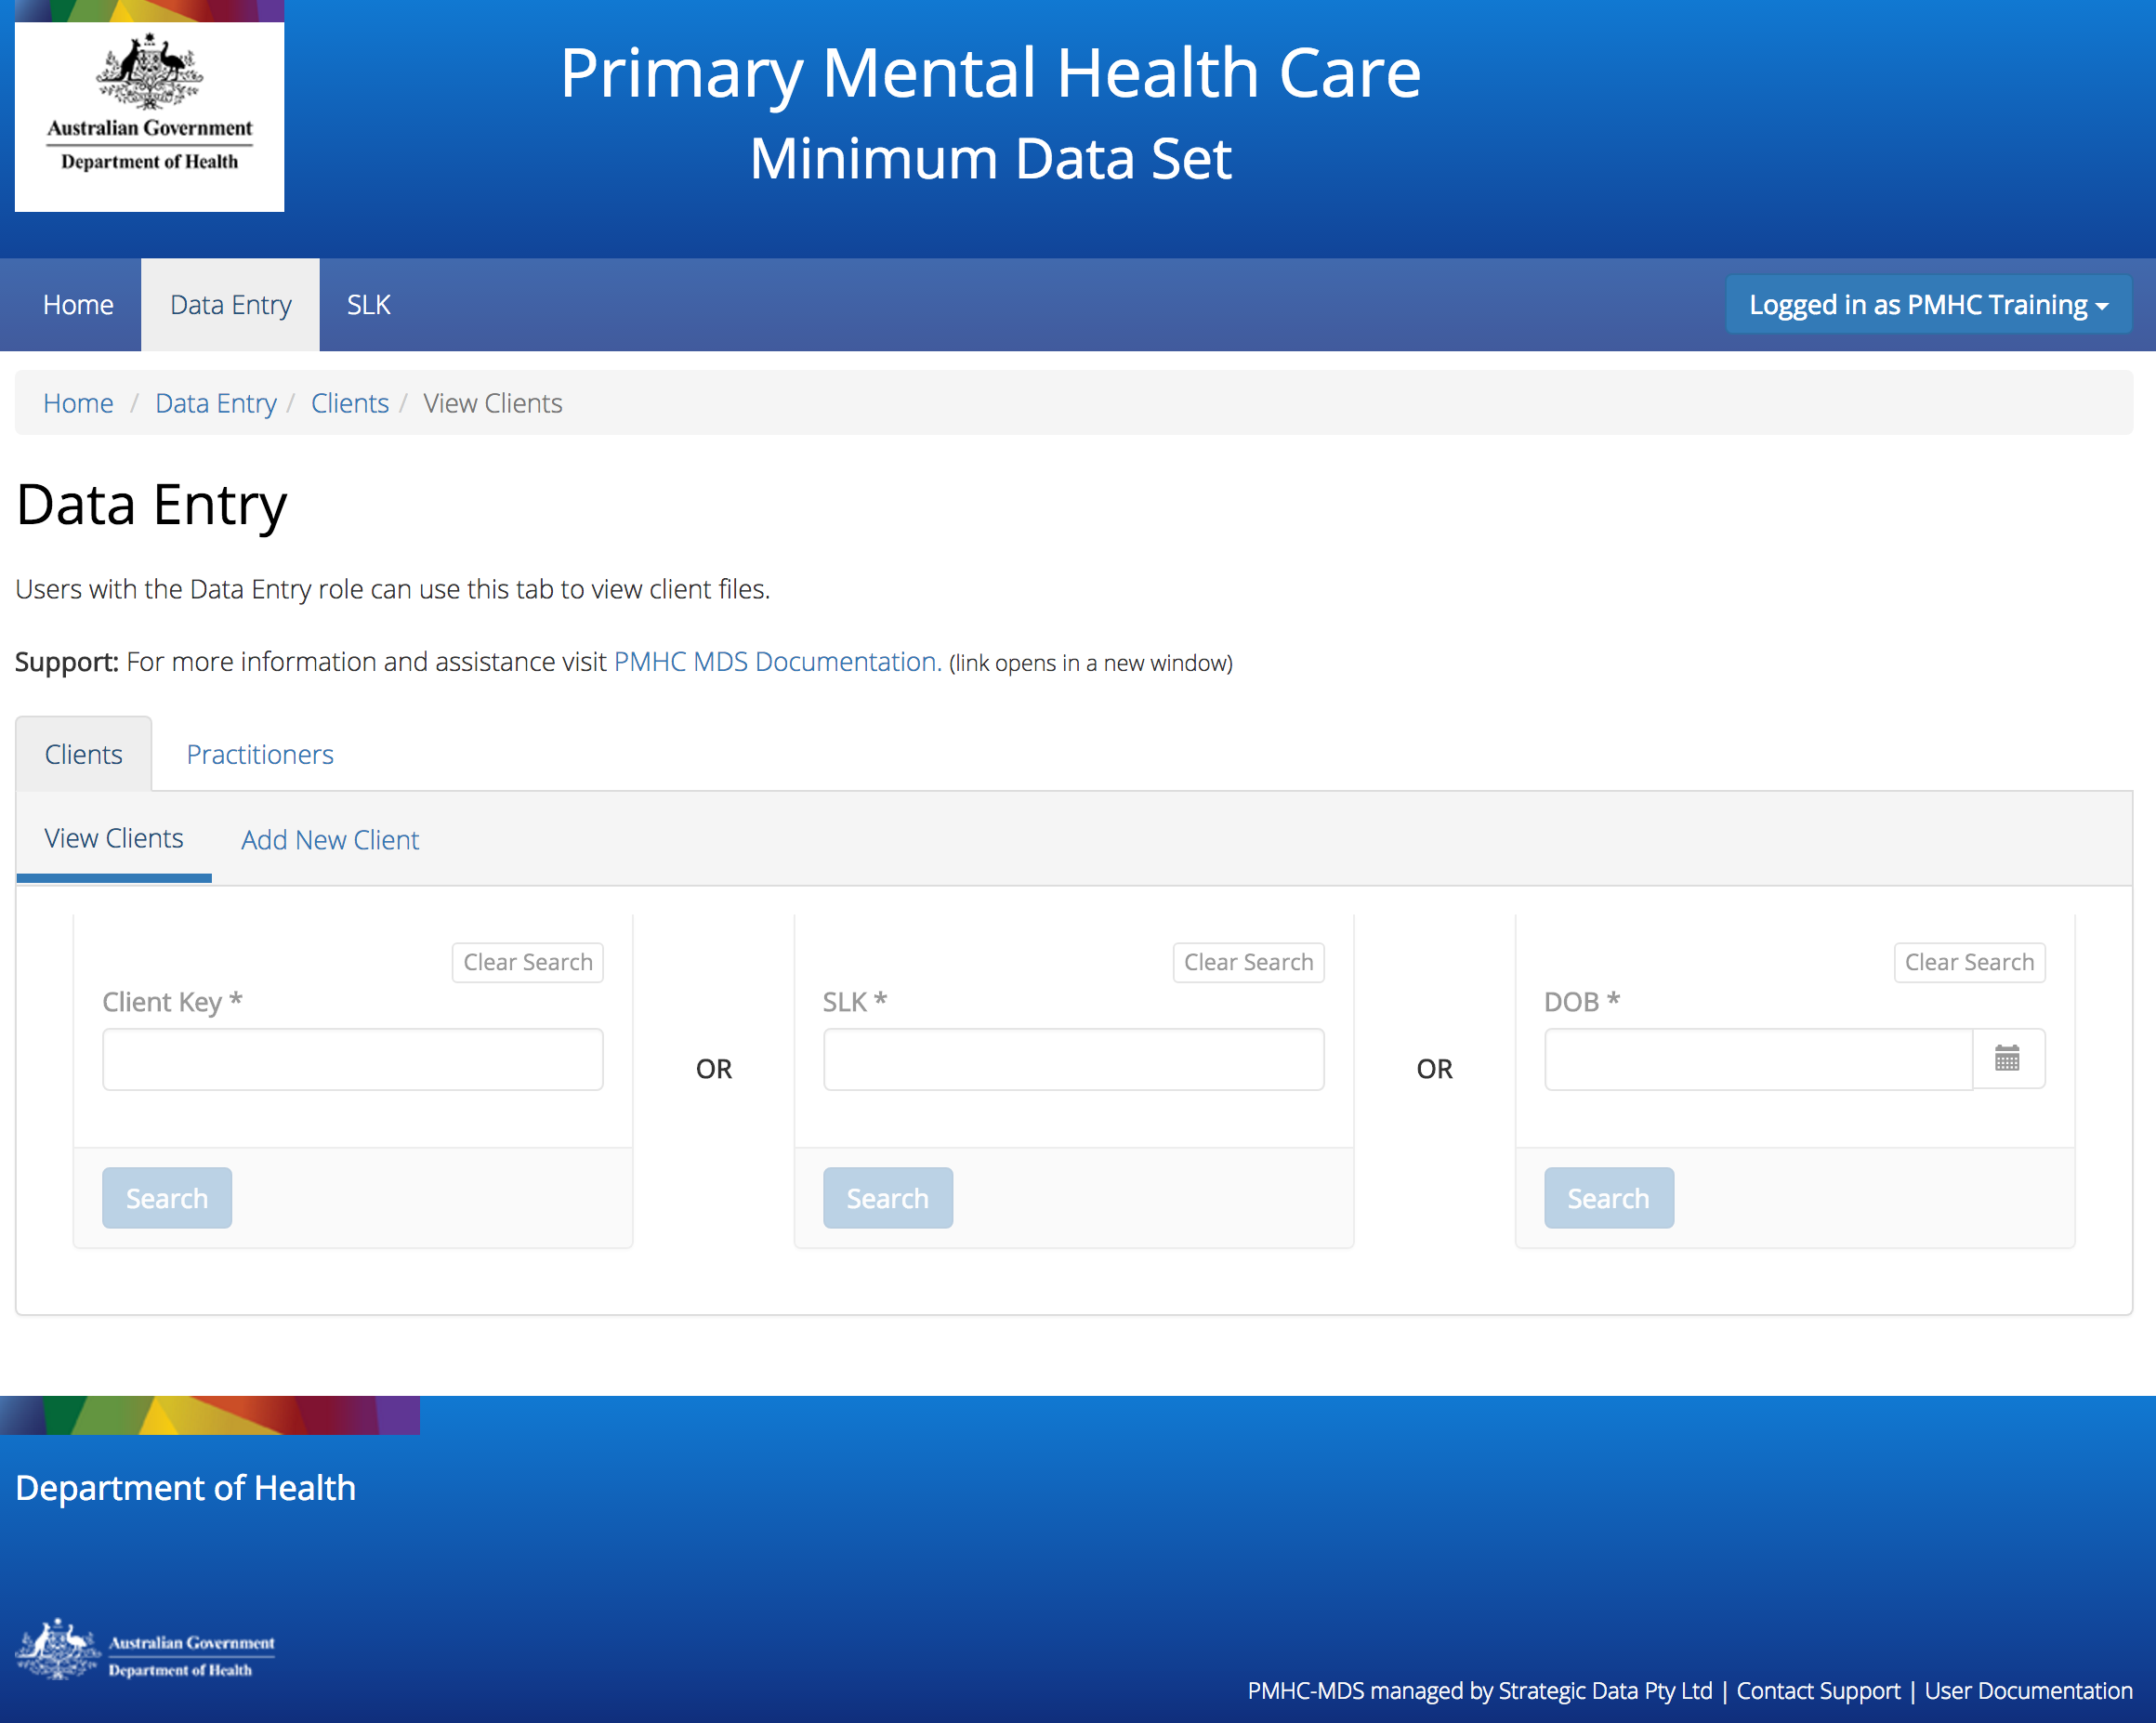 Australian Government
Department of Health
Primary Mental Health Care
Minimum Data Set
Home Data Entry SLK Logged in as PMHC Training
Home / Data Entry / Clients / View Clients
Data Entry
Users with the Data Entry role can use this tab to view client files.
Support: For more information and assistance visit PMHC MDS Documentation. (link opens in a new window)
Clients Practitioners
View Clients Add New Client
Clear Search Clear Search Clear Search
Client Key * SLK * DOB *
OR OR
Search Search Search
Department of Health
Australian Government
Department of Health
PMHC-MDS managed by Strategic Data Pty Ltd | Contact Support | User Documentation